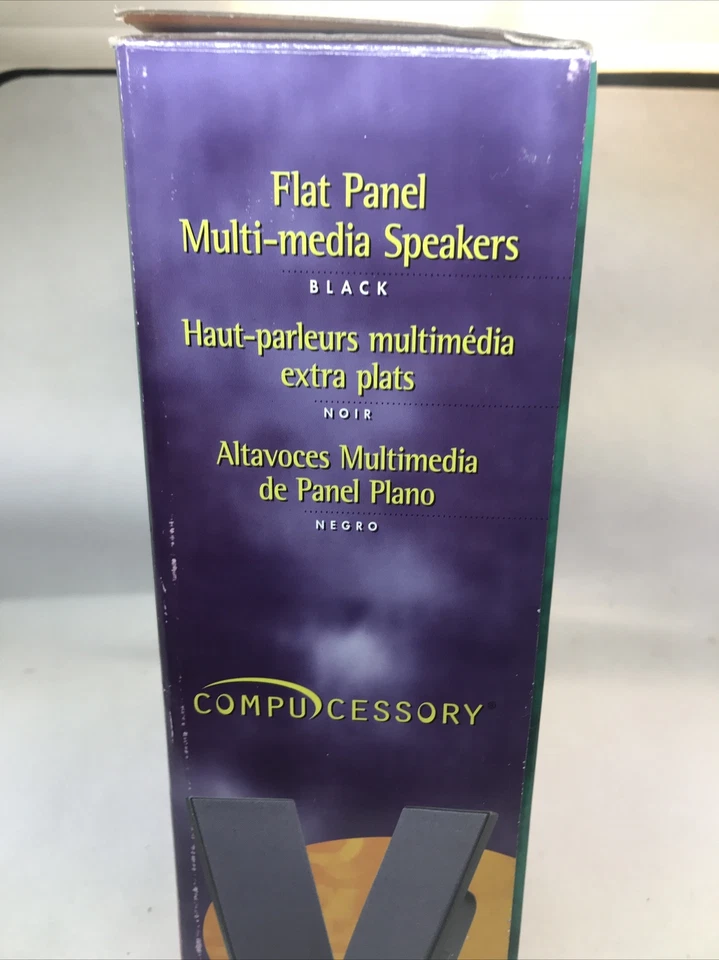 Flat Panel
Multi-media Speakers
BLACK
Haut-parleurs multimédia
extra plats
NOIR
Altavoces Multimedia
de Panel Plano
NEGRO
COMPUCESSORY®